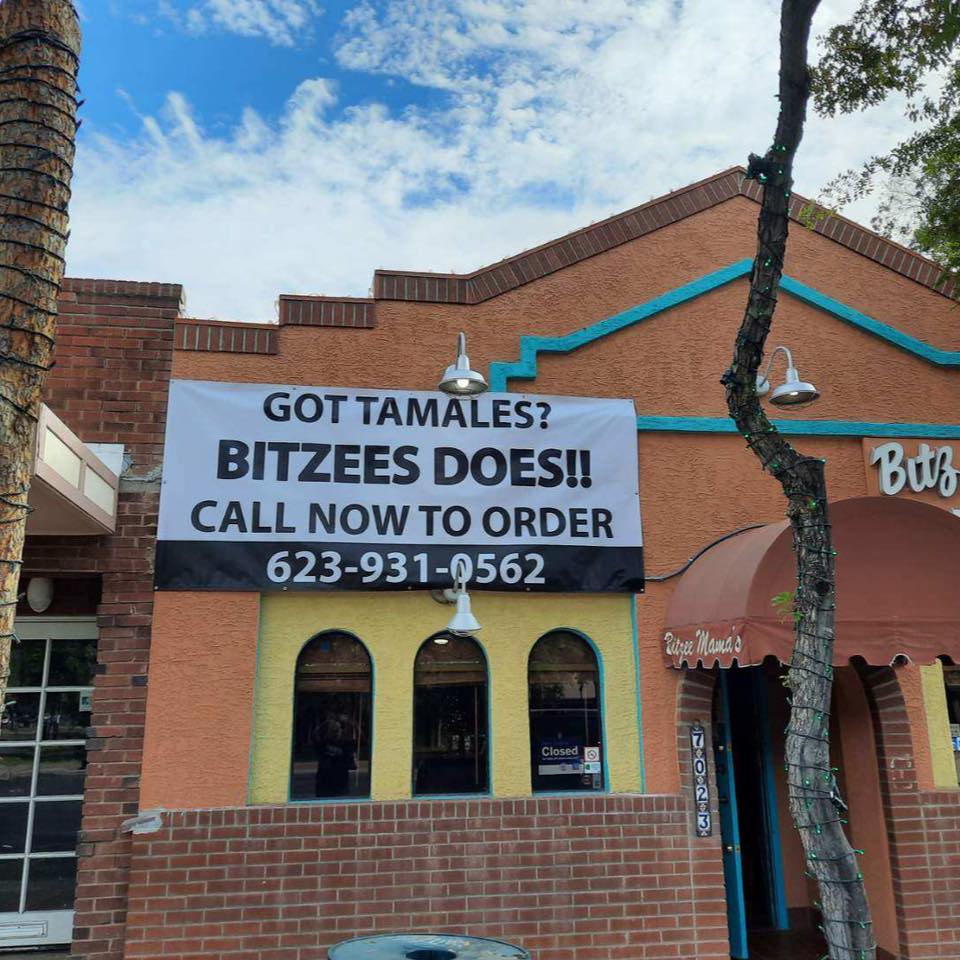 GOT TAMALES?
BITZEES DOES!!
CALL NOW TO ORDER
623-931-0562
Bitz
Bitzee Mama's
Closed
7023